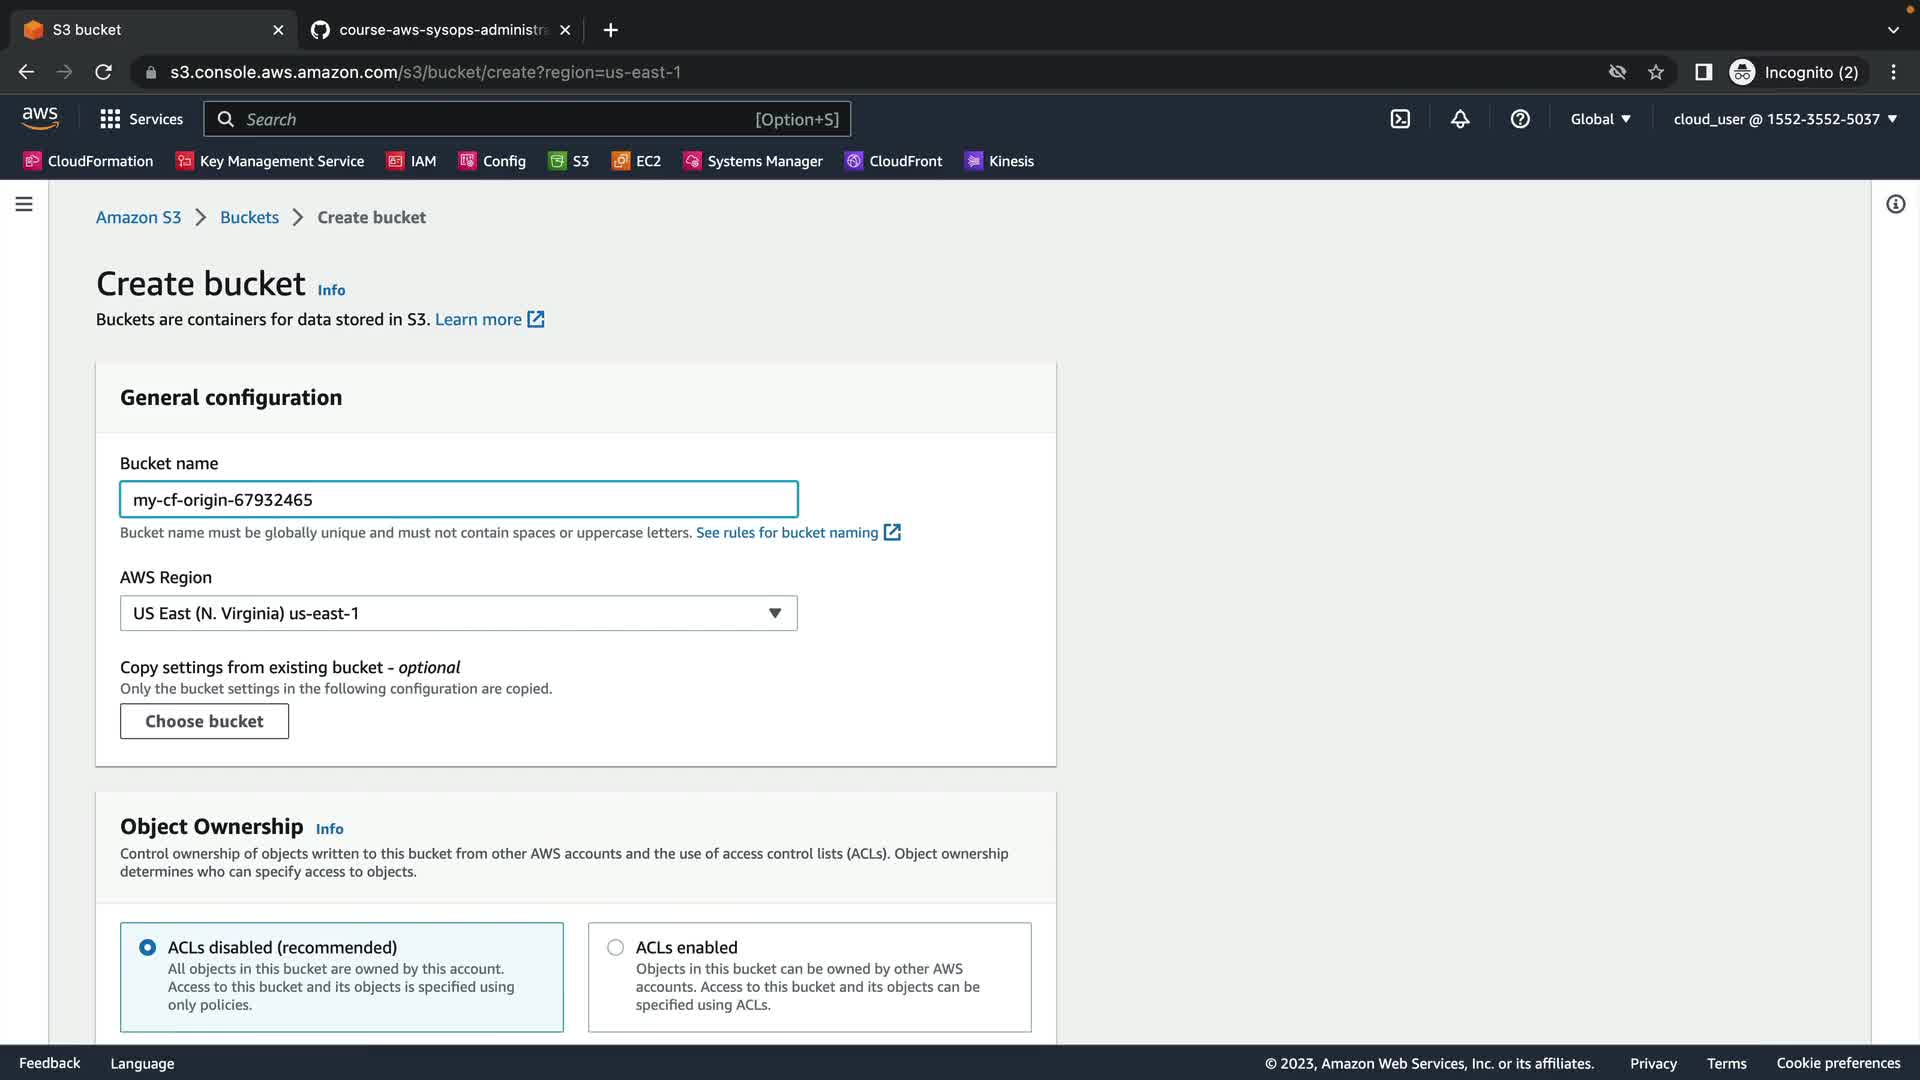 S3 bucket
course-aws-sysops-administra
s3.console.aws.amazon.com/s3/bucket/create?region=us-east-1
Incognito (2)
aws
Services
Search
[Option+S]
Global
cloud_user @ 1552-3552-5037
CloudFormation
Key Management Service
IAM
Config
S3
EC2
Systems Manager
CloudFront
Kinesis
Amazon S3
Buckets
Create bucket
Create bucket Info
Buckets are containers for data stored in S3. Learn more
General configuration
Bucket name
my-cf-origin-67932465
Bucket name must be globally unique and must not contain spaces or uppercase letters. See rules for bucket naming
AWS Region
US East (N. Virginia) us-east-1
Copy settings from existing bucket - optional
Only the bucket settings in the following configuration are copied.
Choose bucket
Object Ownership Info
Control ownership of objects written to this bucket from other AWS accounts and the use of access control lists (ACLs). Object ownership
determines who can specify access to objects.
ACLs disabled (recommended)
All objects in this bucket are owned by this account.
Access to this bucket and its objects is specified using
only policies.
ACLs enabled
Objects in this bucket can be owned by other AWS
accounts. Access to this bucket and its objects can be
specified using ACLs.
Feedback
Language
© 2023, Amazon Web Services, Inc. or its affiliates.
Privacy
Terms
Cookie preferences